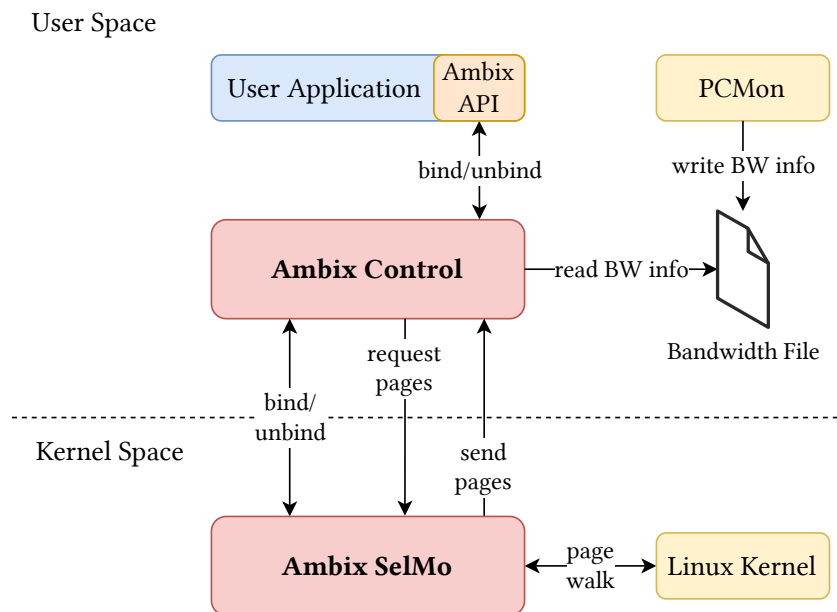 User Space
User Application
Ambix
API
PCMon
bind/unbind
write BW info
Ambix Control
read BW info
Bandwidth File
request
pages
bind/
unbind
Kernel Space
send
pages
Ambix SelMo
page
walk
Linux Kernel